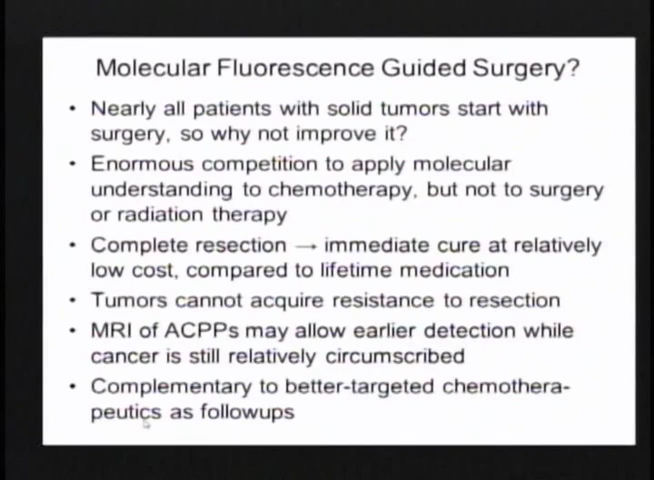 Molecular Fluorescence Guided Surgery?
• Nearly all patients with solid tumors start with
surgery, so why not improve it?
• Enormous competition to apply molecular
understanding to chemotherapy, but not to surgery
or radiation therapy
• Complete resection → immediate cure at relatively
low cost, compared to lifetime medication
• Tumors cannot acquire resistance to resection
• MRI of ACPPs may allow earlier detection while
cancer is still relatively circumscribed
• Complementary to better-targeted chemothera-
peutics as followups